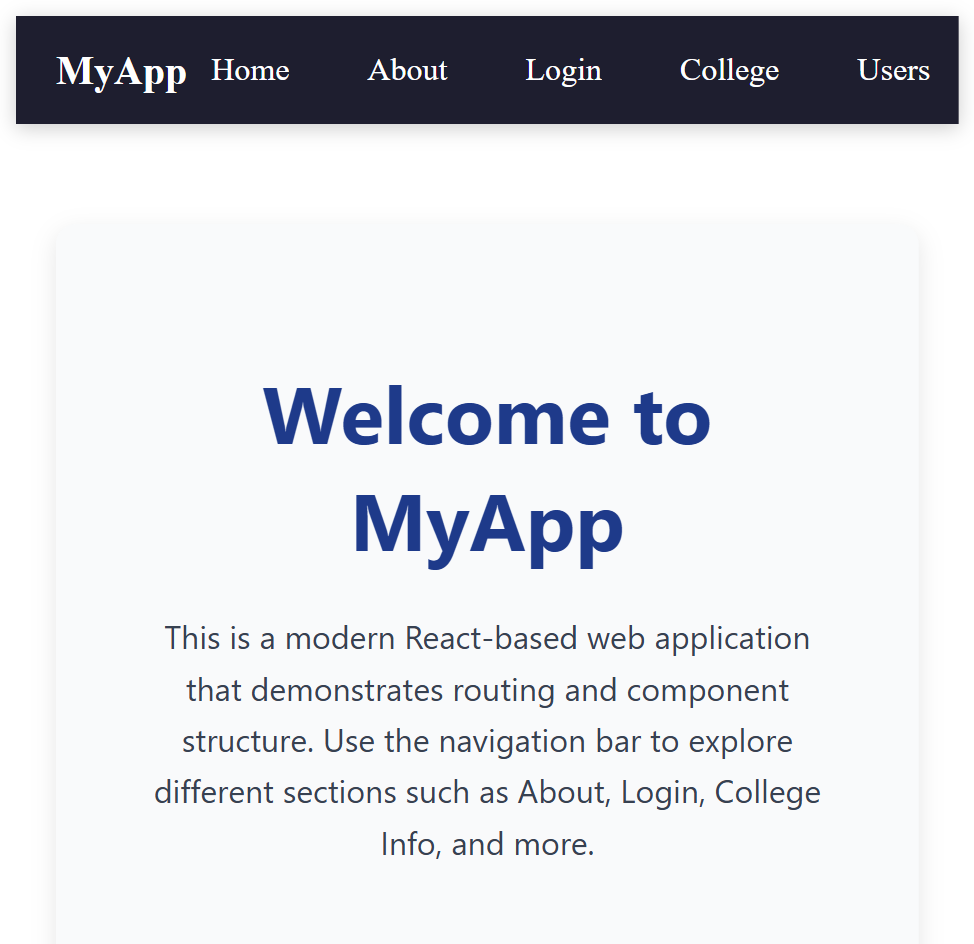 MyApp Home About Login College Users
Welcome to
MyApp
This is a modern React-based web application
that demonstrates routing and component
structure. Use the navigation bar to explore
different sections such as About, Login, College
Info, and more.